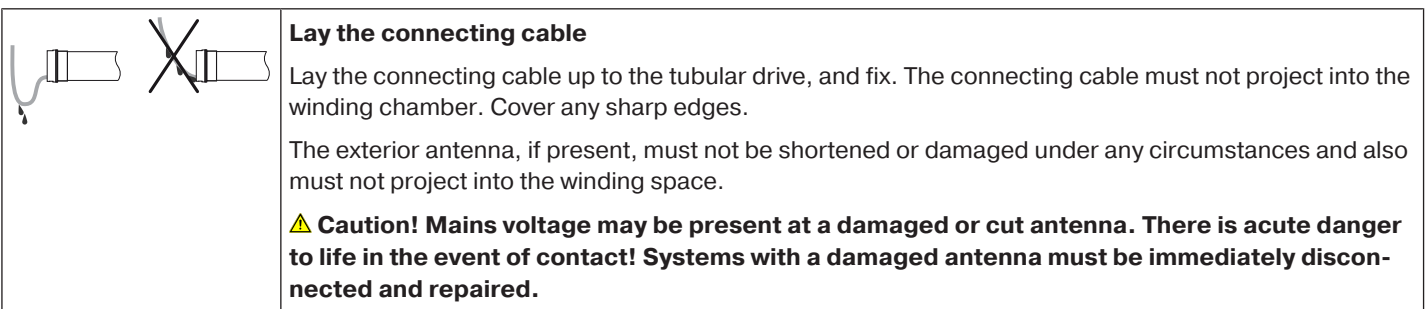 Lay the connecting cable
Lay the connecting cable up to the tubular drive, and fix. The connecting cable must not project into the
winding chamber. Cover any sharp edges.
The exterior antenna, if present, must not be shortened or damaged under any circumstances and also
must not project into the winding space.
⚠ Caution! Mains voltage may be present at a damaged or cut antenna. There is acute danger
to life in the event of contact! Systems with a damaged antenna must be immediately discon-
nected and repaired.